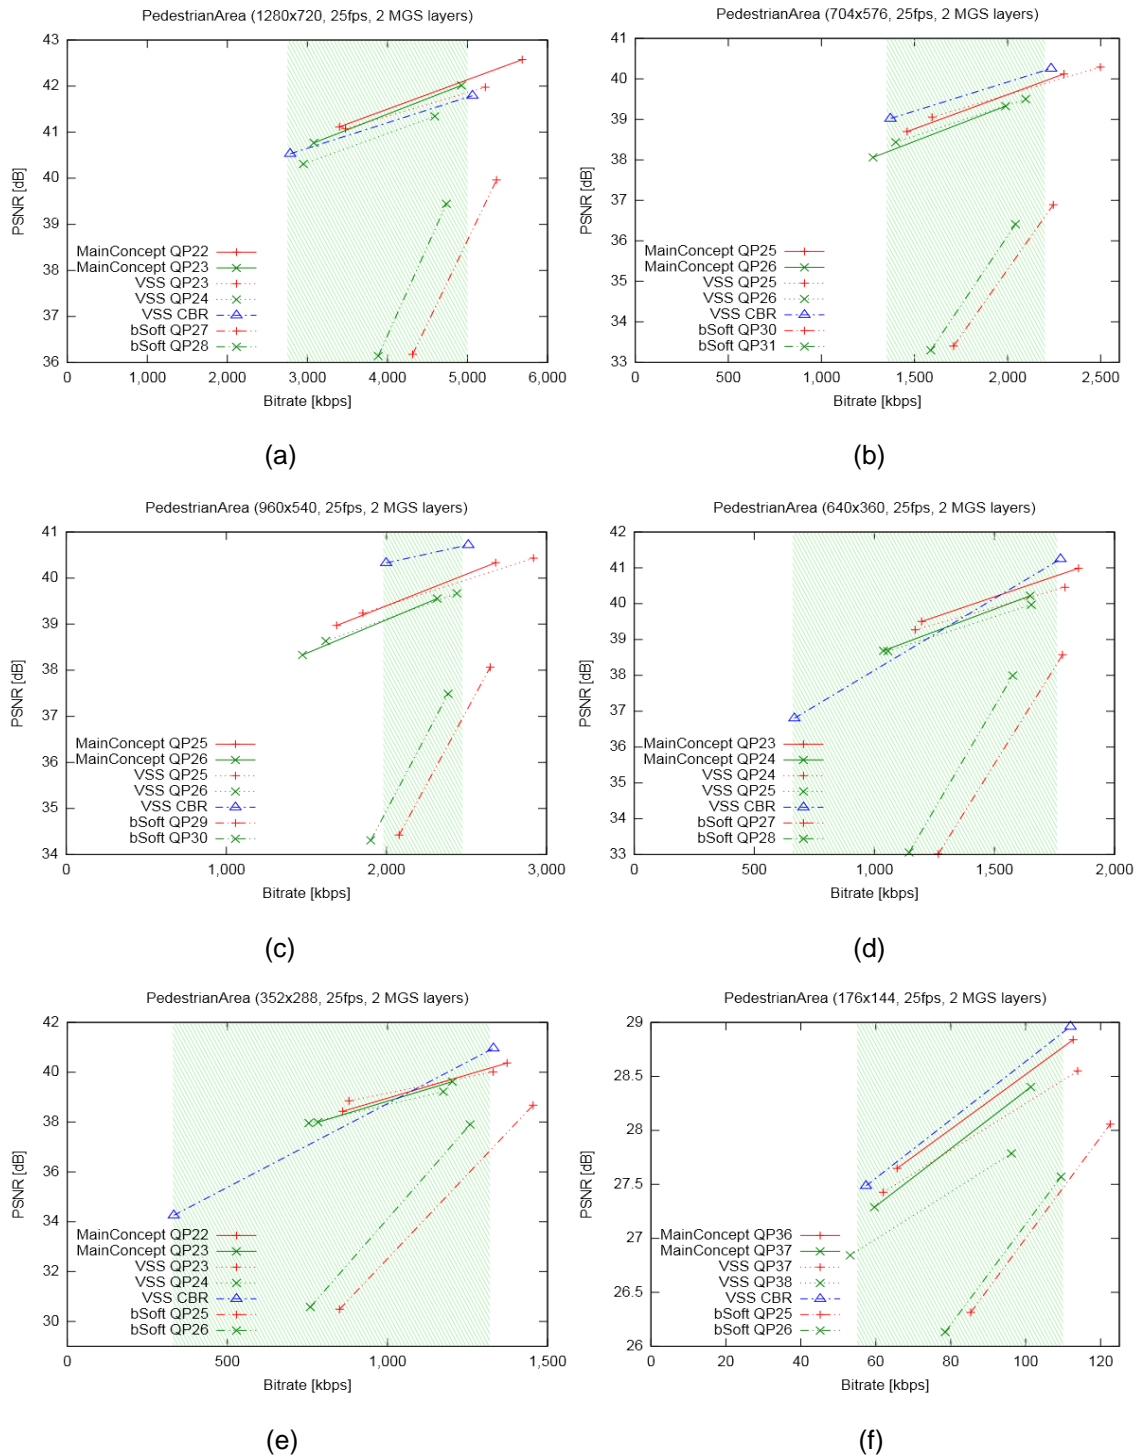 PedestrianArea (1280x720, 25fps, 2 MGS layers)
43
42
41
40
39
38
37
36
PSNR [dB]
MainConcept QP22
MainConcept QP23
VSS QP23
VSS QP24
VSS CBR
bSoft QP27
bSoft QP28
0 1,000 2,000 3,000 4,000 5,000 6,000
Bitrate [kbps]
(a)
PedestrianArea (704x576, 25fps, 2 MGS layers)
41
40
39
38
37
36
35
34
33
PSNR [dB]
MainConcept QP25
MainConcept QP26
VSS QP25
VSS QP26
VSS CBR
bSoft QP30
bSoft QP31
0 500 1,000 1,500 2,000 2,500
Bitrate [kbps]
(b)
PedestrianArea (960x540, 25fps, 2 MGS layers)
41
40
39
38
37
36
35
34
PSNR [dB]
MainConcept QP25
MainConcept QP26
VSS QP25
VSS QP26
VSS CBR
bSoft QP29
bSoft QP30
0 1,000 2,000 3,000
Bitrate [kbps]
(c)
PedestrianArea (640x360, 25fps, 2 MGS layers)
42
41
40
39
38
37
36
35
34
33
PSNR [dB]
MainConcept QP23
MainConcept QP24
VSS QP24
VSS QP25
VSS CBR
bSoft QP27
bSoft QP28
0 500 1,000 1,500 2,000
Bitrate [kbps]
(d)
PedestrianArea (352x288, 25fps, 2 MGS layers)
42
40
38
36
34
32
30
PSNR [dB]
MainConcept QP22
MainConcept QP23
VSS QP23
VSS QP24
VSS CBR
bSoft QP25
bSoft QP26
0 500 1,000 1,500
Bitrate [kbps]
(e)
PedestrianArea (176x144, 25fps, 2 MGS layers)
29
28.5
28
27.5
27
26.5
26
PSNR [dB]
MainConcept QP36
MainConcept QP37
VSS QP37
VSS QP38
VSS CBR
bSoft QP25
bSoft QP26
0 20 40 60 80 100 120
Bitrate [kbps]
(f)